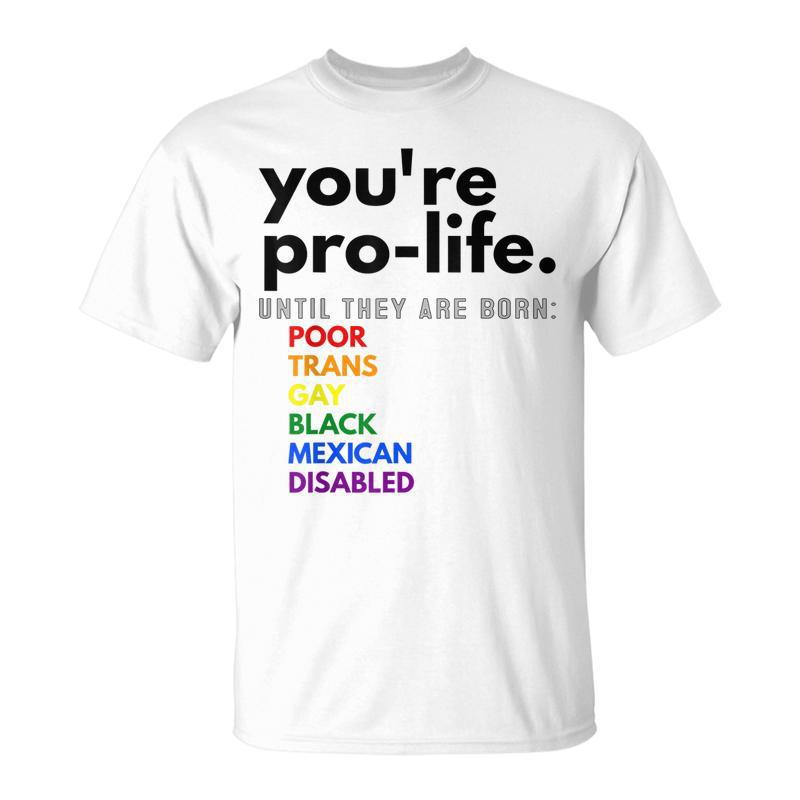 you're
pro-life.
UNTIL THEY ARE BORN:
POOR
TRANS
GAY
BLACK
MEXICAN
DISABLED